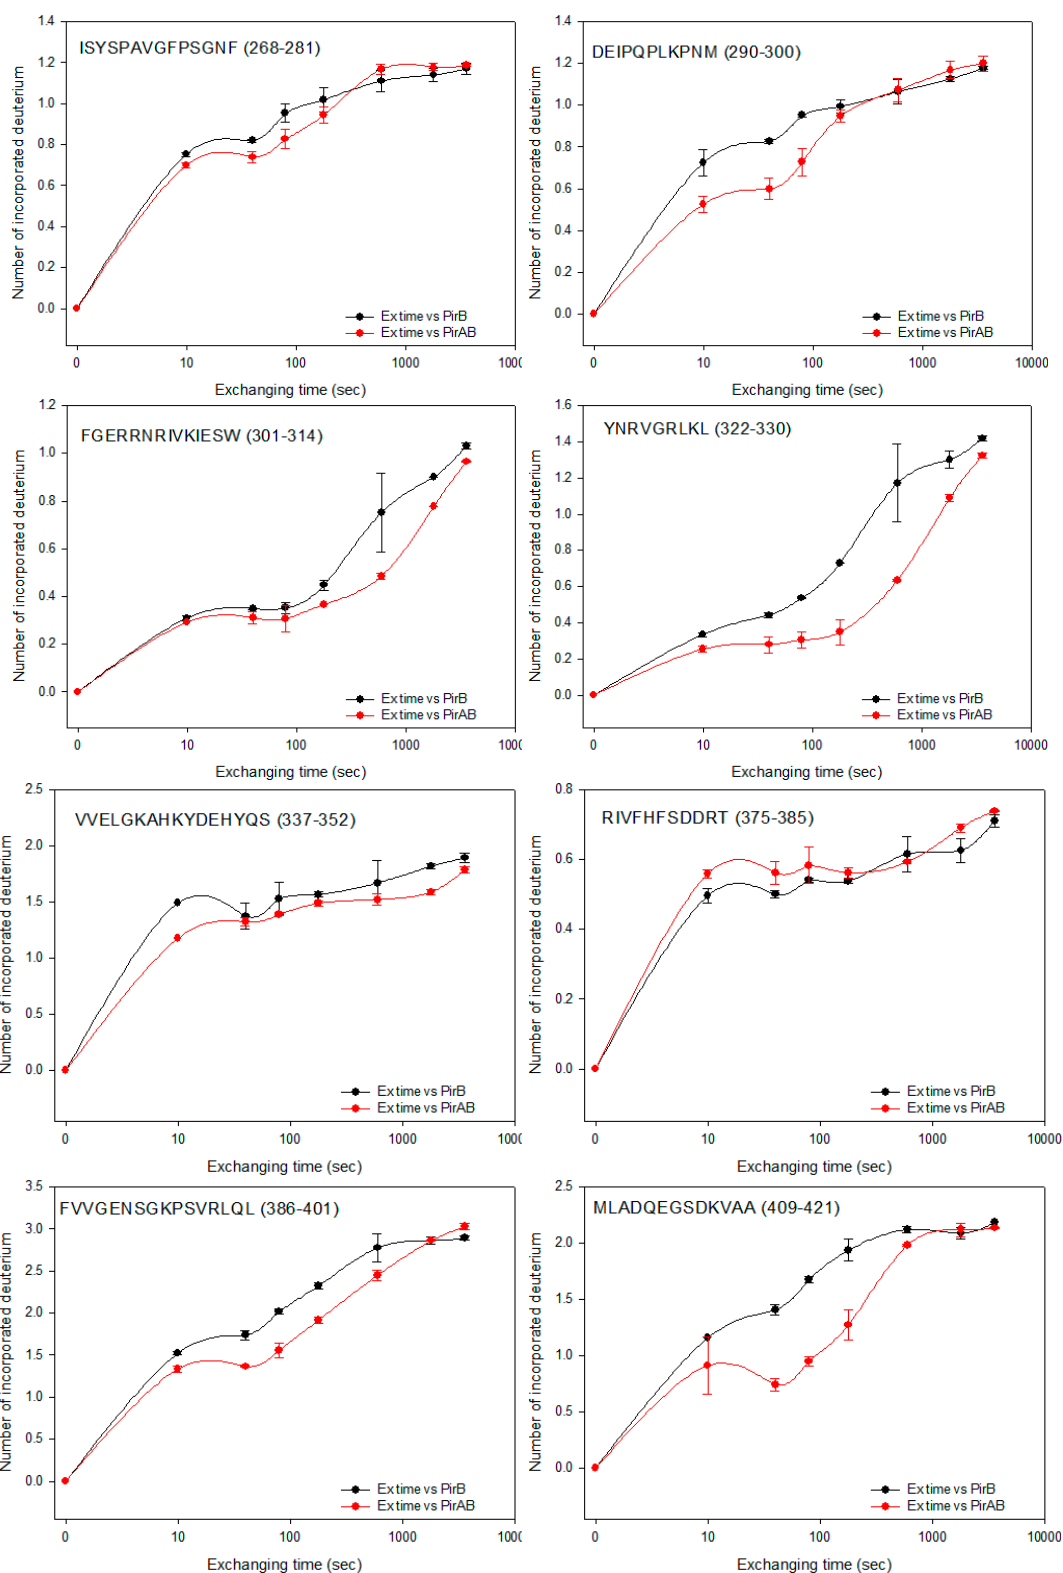 ISYSPAVGFPSGNF (268-281)
Number of incorporated deuterium
1.4
1.2
1.0
0.8
0.6
0.4
0.2
0.0
Extime vs PirB
Extime vs PirAB
0 10 100 1000 1000
Exchanging time (sec)
DEIPQPLKPNM (290-300)
Number of incorporated deuterium
1.4
1.2
1.0
0.8
0.6
0.4
0.2
0.0
Extime vs PirB
Extime vs PirAB
0 10 100 1000 10000
Exchanging time (sec)
FGERRNRIVKIESW (301-314)
Number of incorporated deuterium
1.2
1.0
0.8
0.6
0.4
0.2
0.0
Extime vs PirB
Extime vs PirAB
0 10 100 1000 1000
Exchanging time (sec)
YNRVGRLKL (322-330)
Number of incorporated deuterium
1.6
1.4
1.2
1.0
0.8
0.6
0.4
0.2
0.0
Extime vs PirB
Extime vs PirAB
0 10 100 1000 10000
Exchanging time (sec)
VVELGKAHKYDEHYQS (337-352)
Number of incorporated deuterium
2.5
2.0
1.5
1.0
0.5
0.0
Extime vs PirB
Extime vs PirAB
0 10 100 1000 1000
Exchanging time (sec)
RIVFHFSDDRT (375-385)
Number of incorporated deuterium
0.8
0.6
0.4
0.2
0.0
Extime vs PirB
Extime vs PirAB
0 10 100 1000 10000
Exchanging time (sec)
FVVGENSGKPSVRLQL (386-401)
Number of incorporated deuterium
3.5
3.0
2.5
2.0
1.5
1.0
0.5
0.0
Extime vs PirB
Extime vs PirAB
0 10 100 1000 1000
Exchanging time (sec)
MLADQEGSDKVAA (409-421)
Number of incorporated deuterium
2.5
2.0
1.5
1.0
0.5
0.0
Extime vs PirB
Extime vs PirAB
0 10 100 1000 10000
Exchanging time (sec)